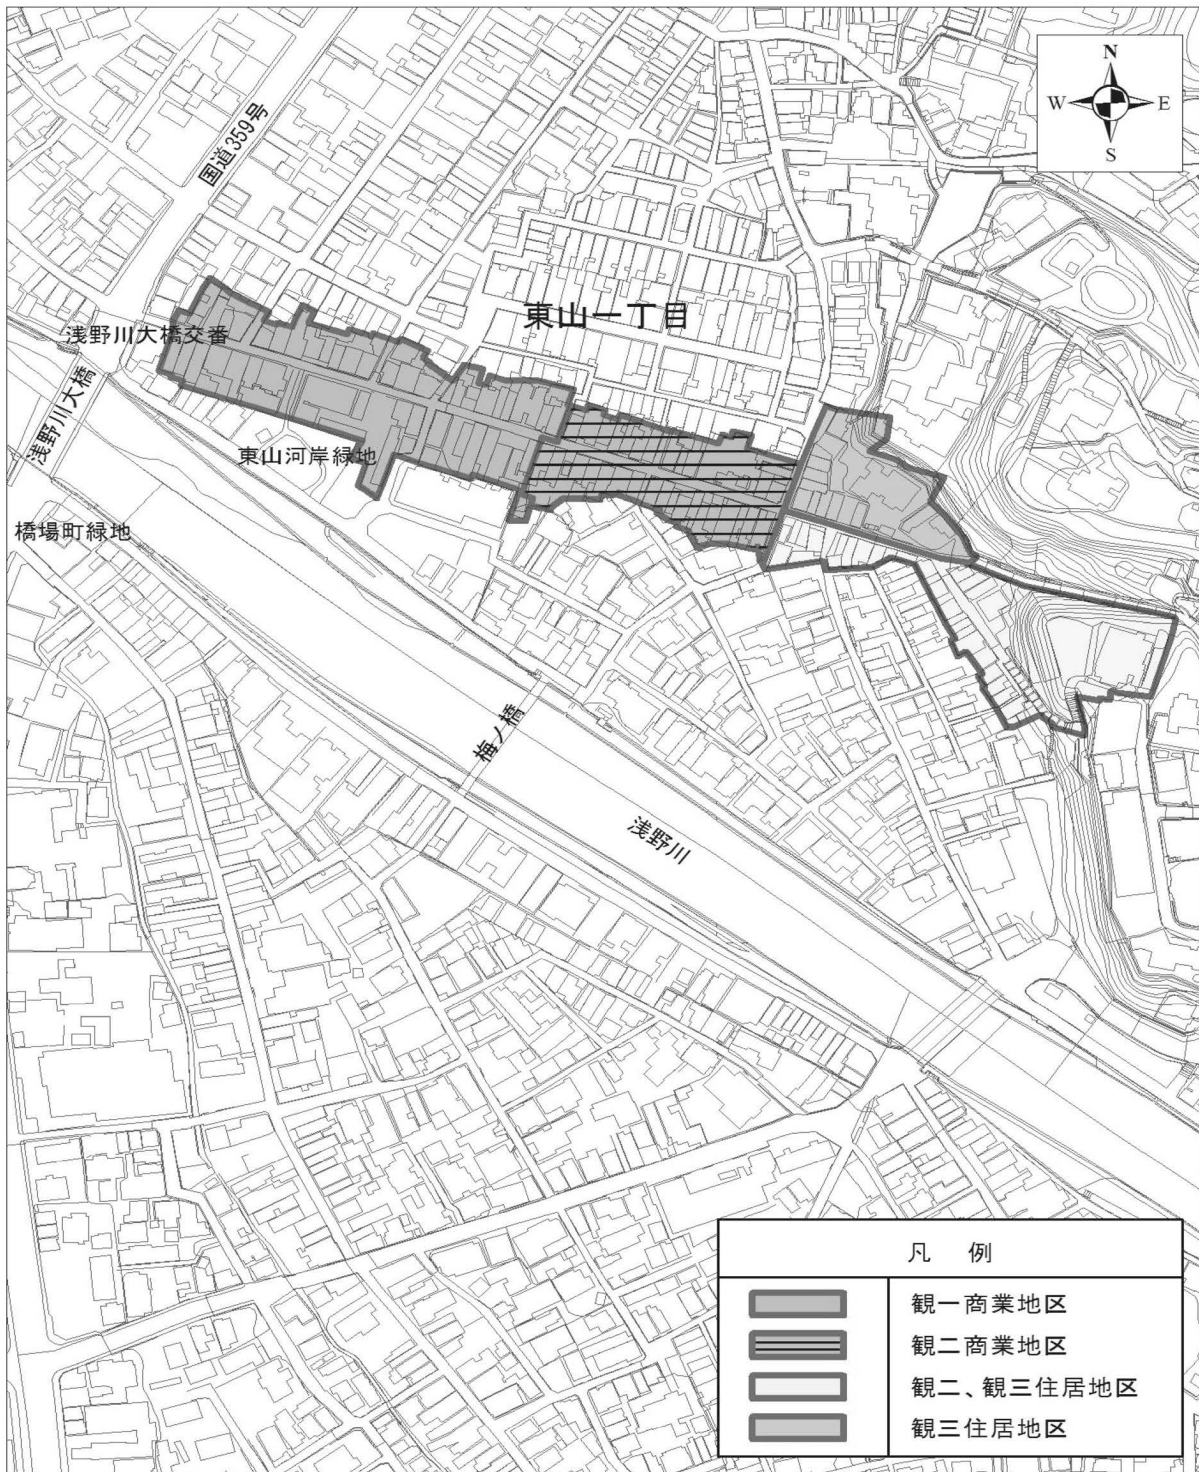 N
W
E
S
国道359号
東山一丁目
浅野川大橋交番
浅野川大橋
東山河岸緑地
橋場町緑地
梅ノ橋
浅野川
凡 例
観一商業地区
観二商業地区
観二、観三住居地区
観三住居地区